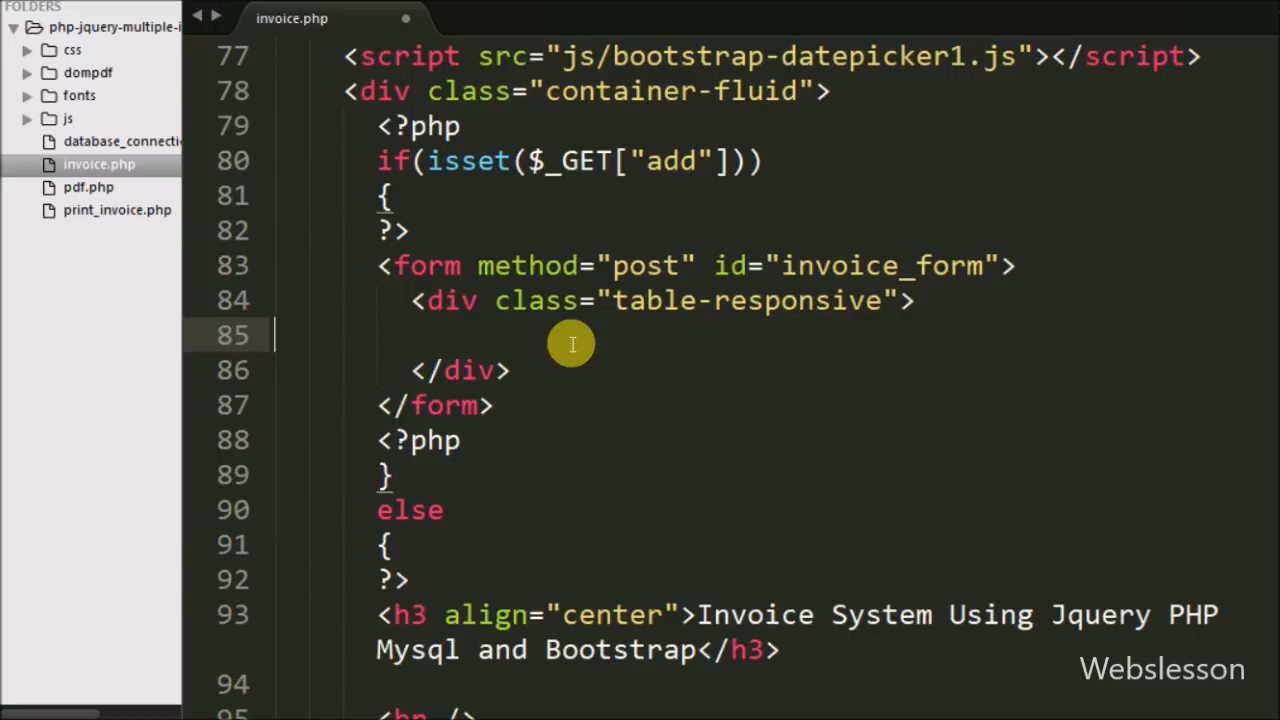 FOLDERS
php-jquery-multiple-i
css
dompdf
fonts
js
database_connecti
invoice.php
pdf.php
print_invoice.php
invoice.php
77 <script src="js/bootstrap-datepicker1.js"></script>
78 <div class="container-fluid">
79 <?php
80 if(isset($_GET["add"]))
81 {
82 ?>
83 <form method="post" id="invoice_form">
84 <div class="table-responsive">
85
86 </div>
87 </form>
88 <?php
89 }
90 else
91 {
92 ?>
93 <h3 align="center">Invoice System Using Jquery PHP
Mysql and Bootstrap</h3>
94
95 <br />
Webslesson